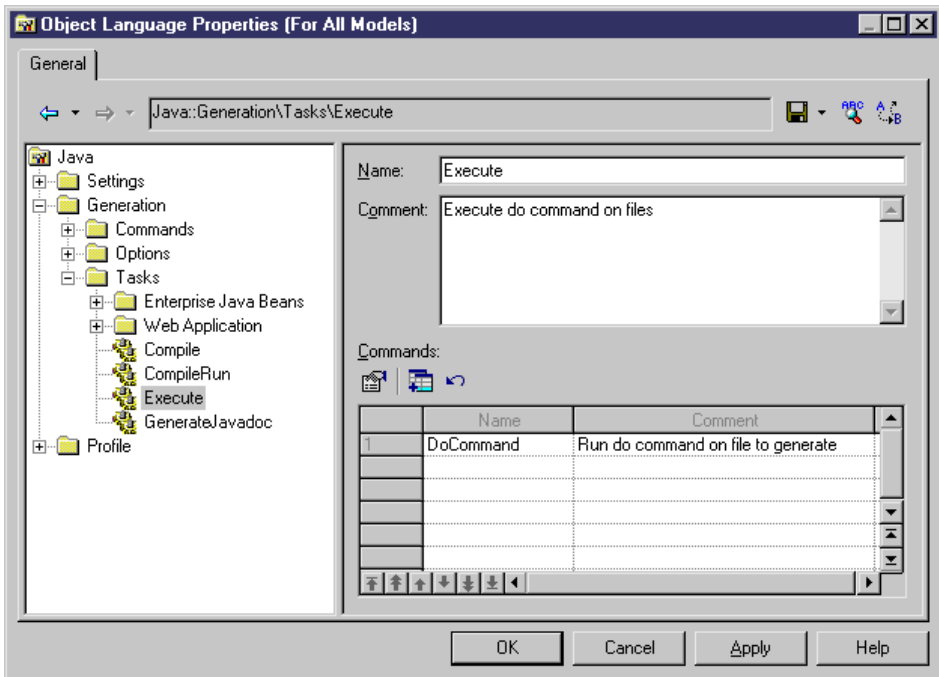 Object Language Properties (For All Models)
General
Java::Generation\Tasks\Execute
ABC
A
B
Java
Settings
Generation
Commands
Options
Tasks
Enterprise Java Beans
Web Application
Compile
CompileRun
Execute
GenerateJavadoc
Profile
Name: Execute
Comment: Execute do command on files
Commands:
Name Comment
1 DoCommand Run do command on file to generate
OK Cancel Apply Help